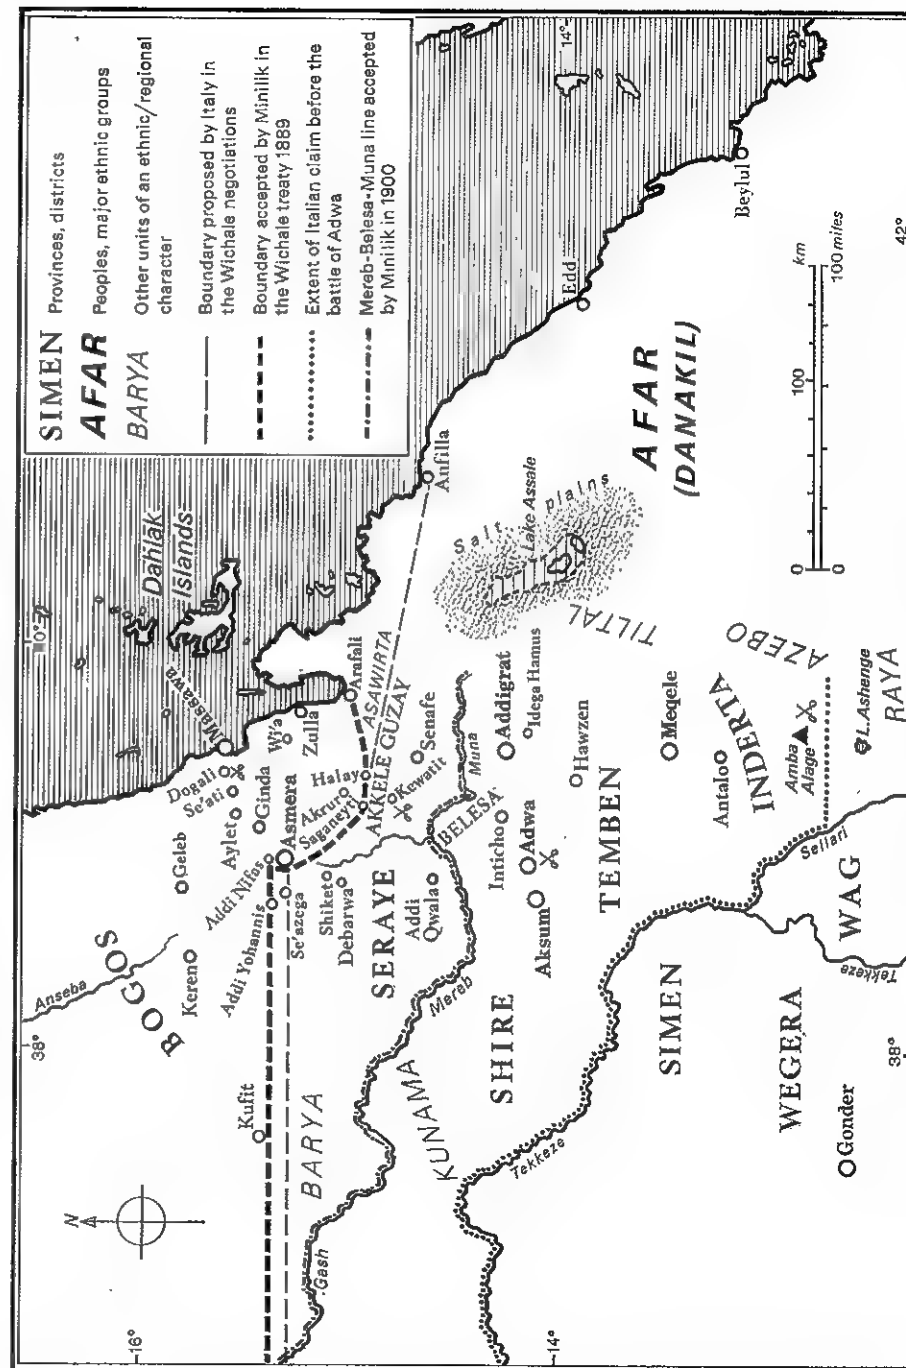 SIMEN
Provinces, districts
AFAR
Peoples, major ethnic groups
BARYA
Other units of an ethnic/regional
character
Boundary proposed by Italy in
the Wichale negotiations
Boundary accepted by Minilik in
the Wichale treaty 1889
Extent of Italian claim before the
battle of Adwa
Mereb-Belesa-Muna line accepted
by Minilik in 1900
N
38°
16°
14°
14°
42°
38°
Anseba
BOGOS
Keren
Geleb
Kufit
Dahlak
Islands
Massawa
Dogali
Se'ati
Aylet
Ginda
Wi'a
Zulla
Arafali
Addi Nifas
Asmera
Addi Yohannis
Se'azega
Halay
Akrur
Saganeyti
ASAWIRTA
AKKELE GUZAY
Shiket
Debarwa
Kewatit
Senafe
Anfilla
BARYA
SERAYE
Addi
Qwala
BELESA
Muna
Mereb
Gash
KUNAMA
SHIRE
Inticho
Adwa
Aksum
Addigrat
Idega Hamus
Hawzen
TEMBEN
Salt plains
Lake Assale
TILTAL
AFAR
(DANAKIL)
Edd
Beylul
Tekkeze
SIMEN
WEGERA
Gonder
Meqele
Antalo
INDERTA
Amba
Alage
AZEBO
L. Ashenge
RAYA
Sellari
WAG
Tekkeze
0
100
km
0
100 miles